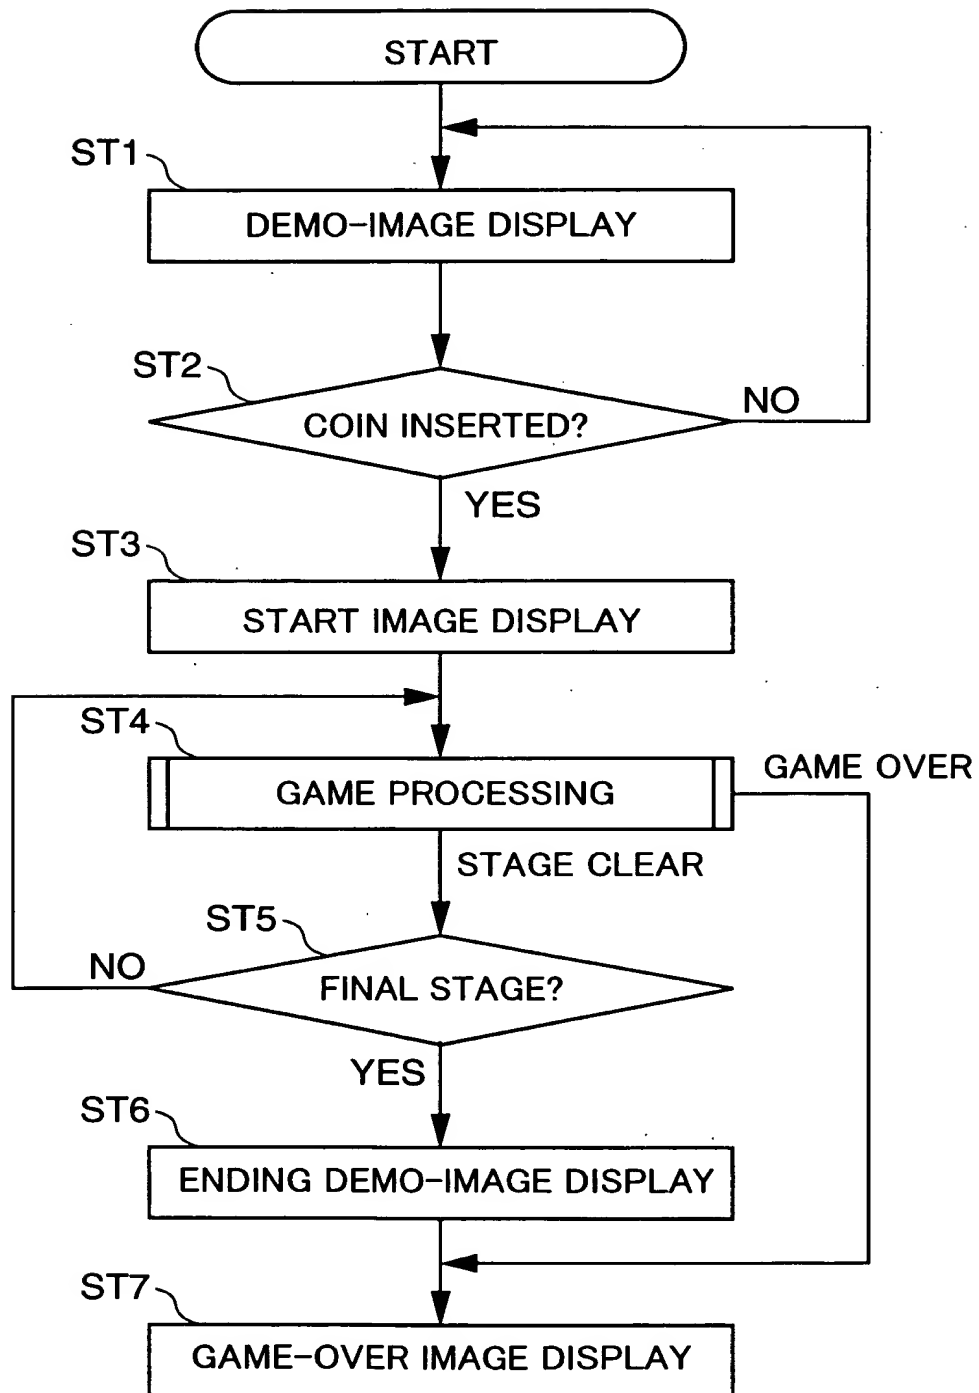 START
ST1
DEMO-IMAGE DISPLAY
ST2
COIN INSERTED?
NO
YES
ST3
START IMAGE DISPLAY
ST4
GAME PROCESSING
GAME OVER
STAGE CLEAR
ST5
NO
FINAL STAGE?
YES
ST6
ENDING DEMO-IMAGE DISPLAY
ST7
GAME-OVER IMAGE DISPLAY